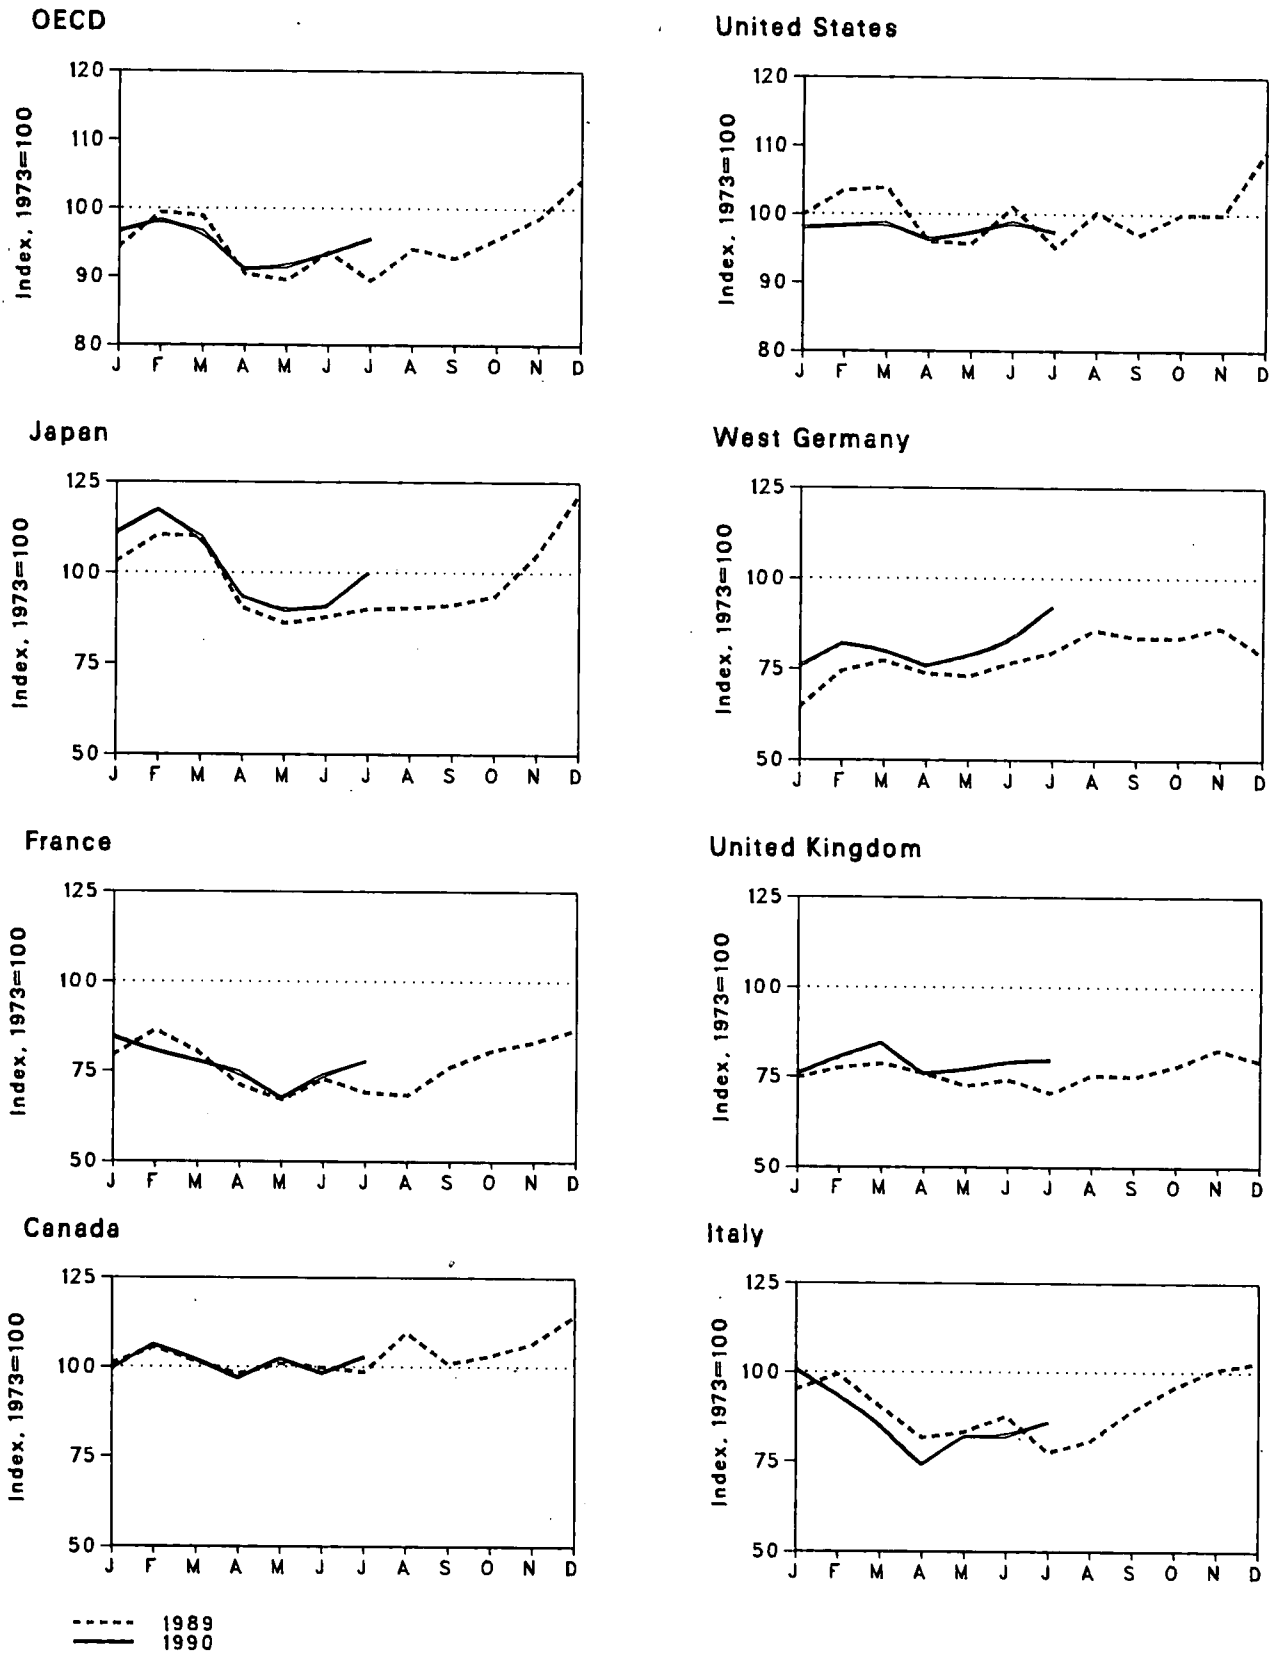 OECD
Index, 1973=100
120
110
100
90
80
J F M A M J J A S O N D
United States
Index, 1973=100
120
110
100
90
80
J F M A M J J A S O N D
Japan
Index, 1973=100
125
100
75
50
J F M A M J J A S O N D
West Germany
Index, 1973=100
125
100
75
50
J F M A M J J A S O N D
France
Index, 1973=100
125
100
75
50
J F M A M J J A S O N D
United Kingdom
Index, 1973=100
125
100
75
50
J F M A M J J A S O N D
Canada
Index, 1973=100
125
100
75
50
J F M A M J J A S O N D
Italy
Index, 1973=100
125
100
75
50
J F M A M J J A S O N D
1989
1990